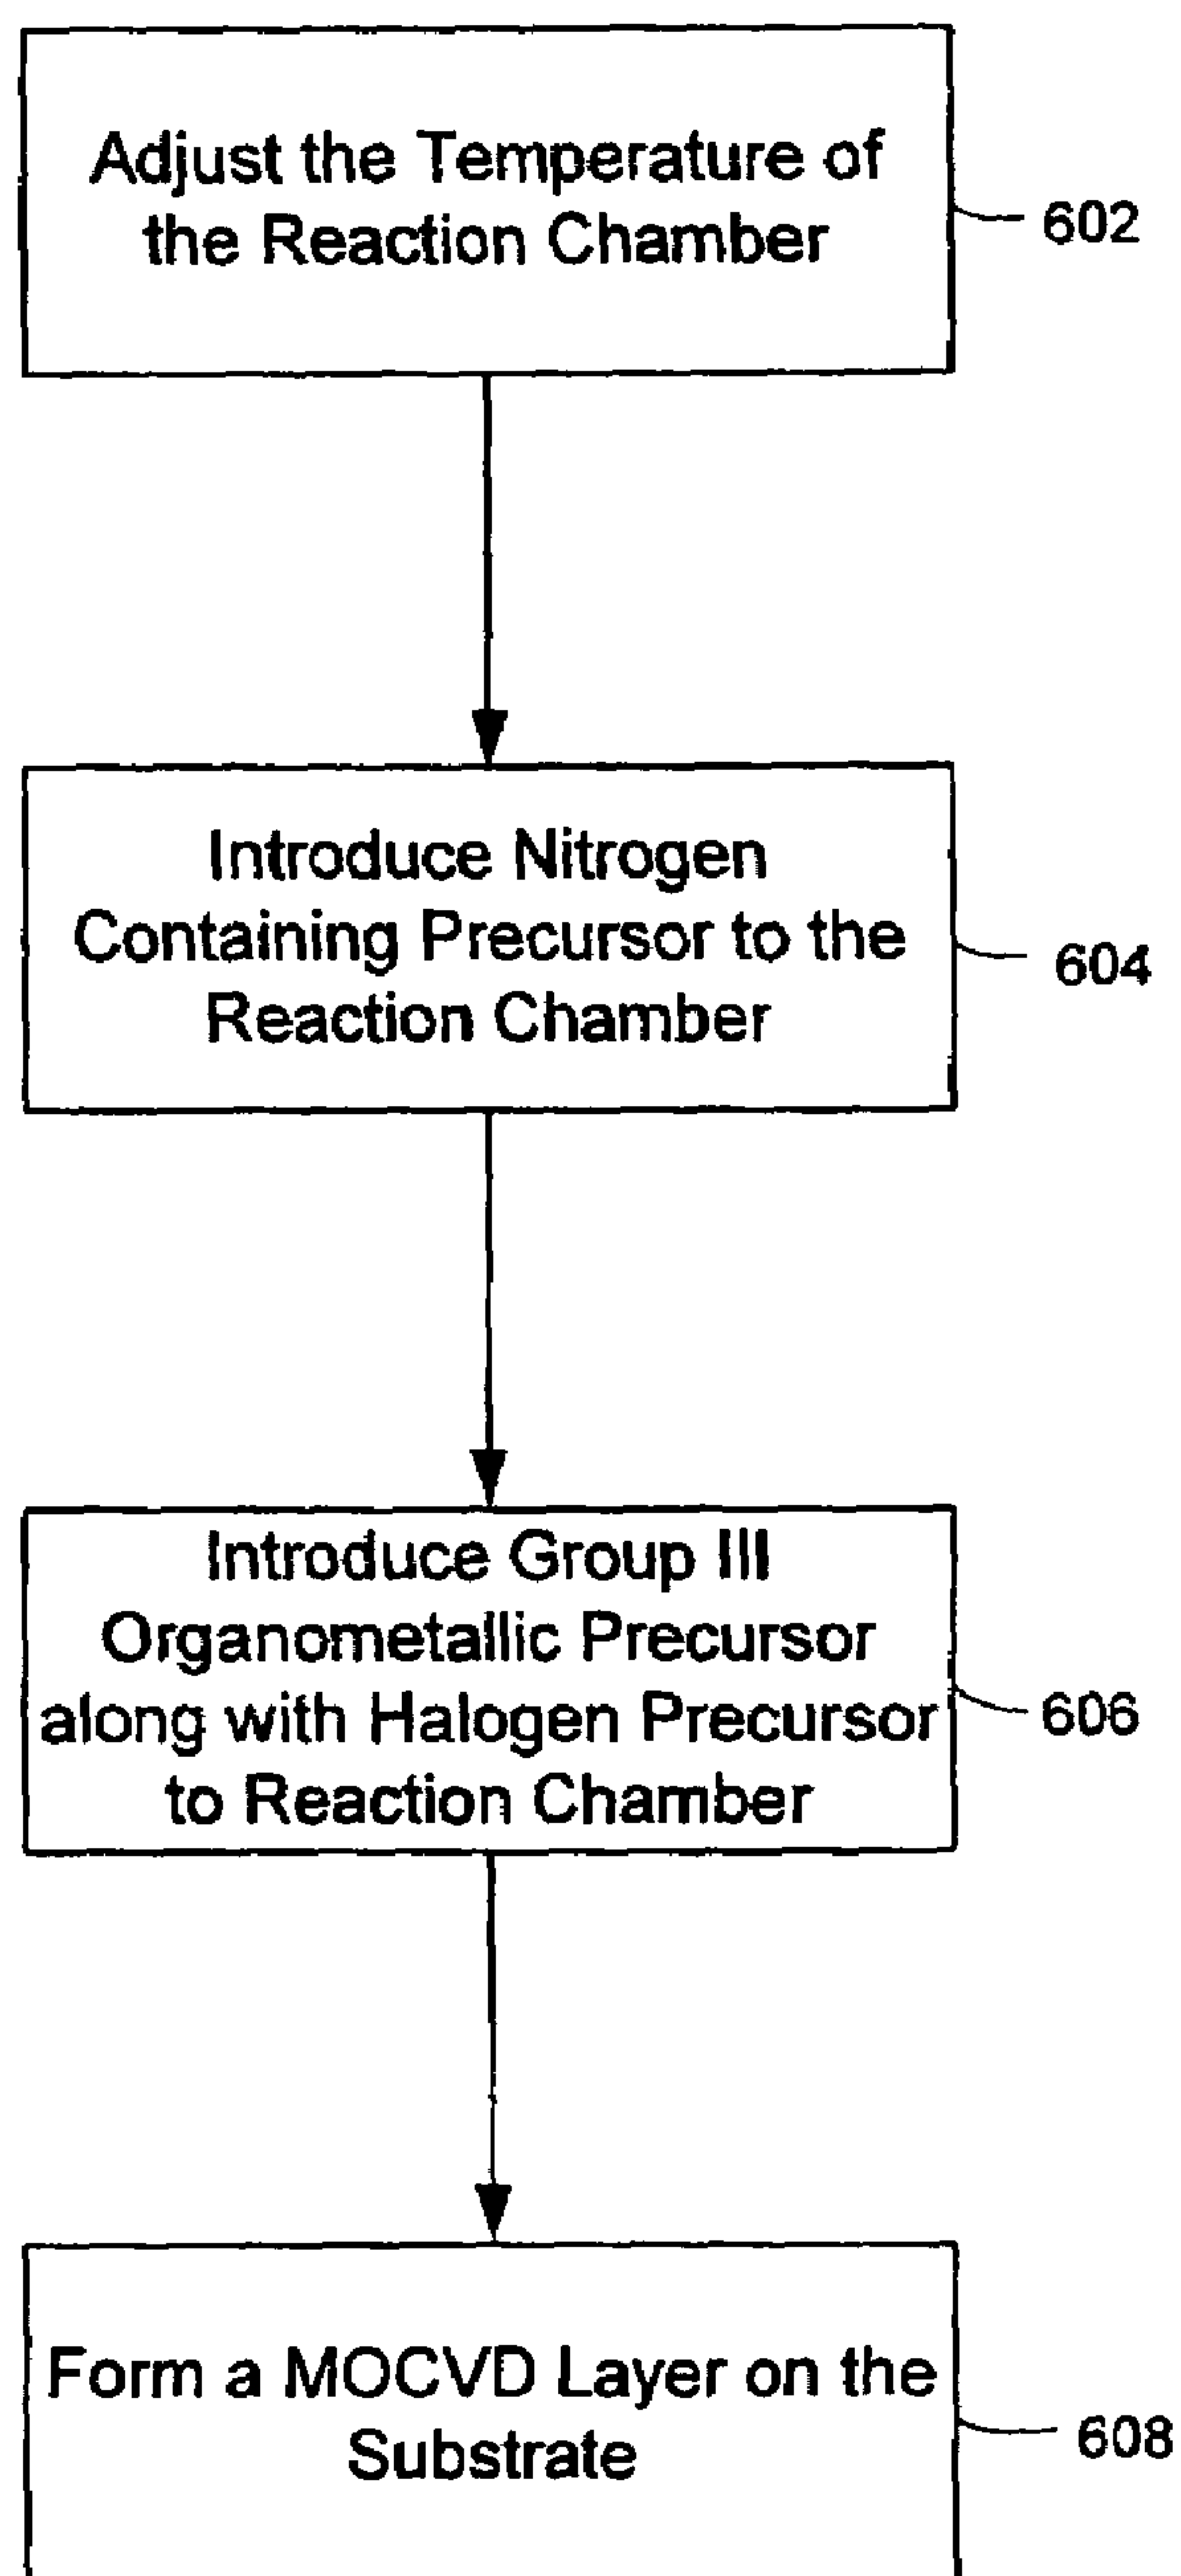 Adjust the Temperature of
the Reaction Chamber
602
Introduce Nitrogen
Containing Precursor to the
Reaction Chamber
604
Introduce Group III
Organometallic Precursor
along with Halogen Precursor
to Reaction Chamber
606
Form a MOCVD Layer on the
Substrate
608